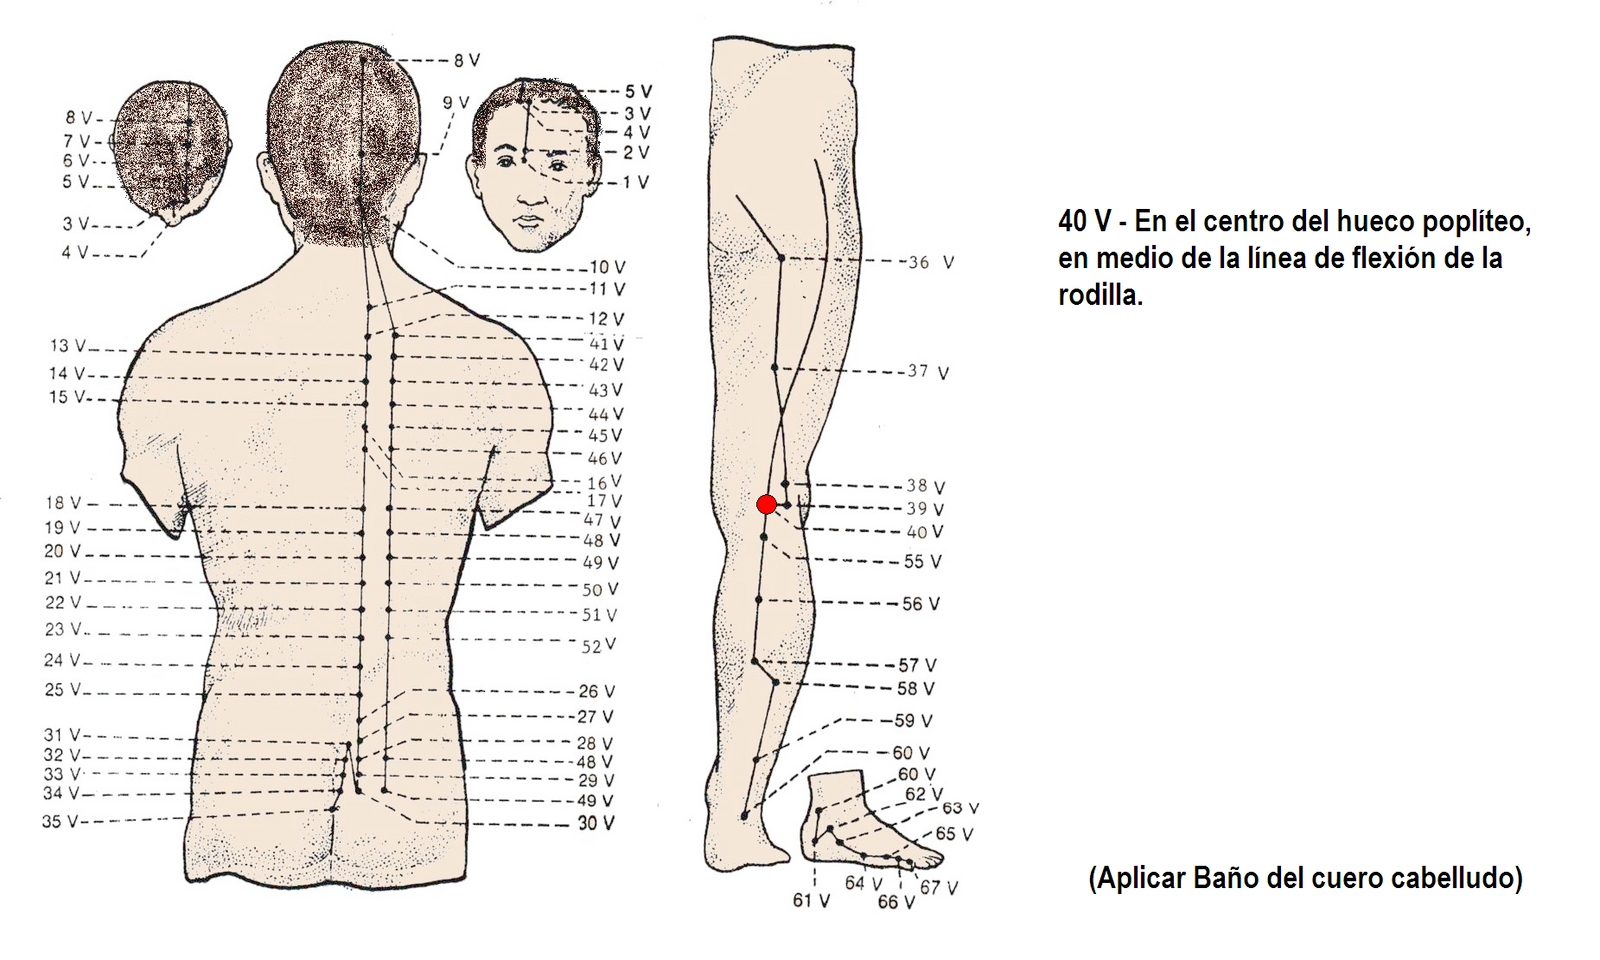 8 V
7 V
6 V
5 V
3 V
4 V
8 V
9 V
5 V
3 V
4 V
2 V
1 V
10 V
11 V
12 V
41 V
42 V
43 V
44 V
45 V
46 V
16 V
17 V
47 V
48 V
49 V
50 V
51 V
52 V
26 V
27 V
28 V
48 V
29 V
49 V
30 V
13 V
14 V
15 V
18 V
19 V
20 V
21 V
22 V
23 V
24 V
25 V
31 V
32 V
33 V
34 V
35 V
36 V
37 V
38 V
39 V
40 V
55 V
56 V
57 V
58 V
59 V
60 V
60 V
62 V
63 V
65 V
64 V
67 V
61 V
66 V
40 V - En el centro del hueco poplíteo,
en medio de la línea de flexión de la
rodilla.
(Aplicar Baño del cuero cabelludo)